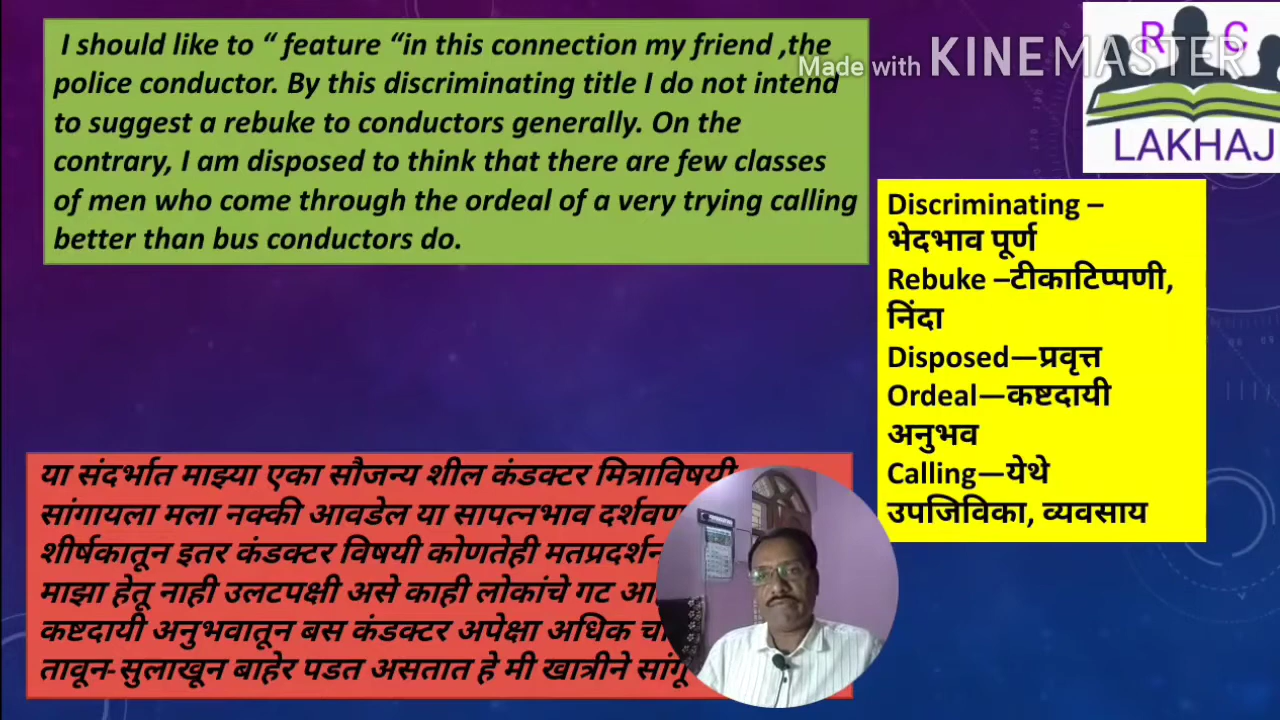 I should like to “ feature “in this connection my friend ,the
police conductor. By this discriminating title I do not intend
to suggest a rebuke to conductors generally. On the
contrary, I am disposed to think that there are few classes
of men who come through the ordeal of a very trying calling
better than bus conductors do.
Made with KINEMASTER
R C
LAKHAJ
Discriminating –
भेदभाव पूर्ण
Rebuke –टीकाटिप्पणी,
निंदा
Disposed—प्रवृत्त
Ordeal—कष्टदायी
अनुभव
Calling—येथे
उपजिविका, व्यवसाय
या संदर्भात माझ्या एका सौजन्य शील कंडक्टर मित्राविषयी
सांगायला मला नक्की आवडेल या सापत्नभाव
शीर्षकातून इतर कंडक्टर विषयी कोणतेही मतप्रदर्शन
माझा हेतू नाही उलटपक्षी असे काही लोकांचे गट
कष्टदायी अनुभवातून बस कंडक्टर अपेक्षा अधिक
तावून-सुलाखून बाहेर पडत असतात हे मी खात्रीने